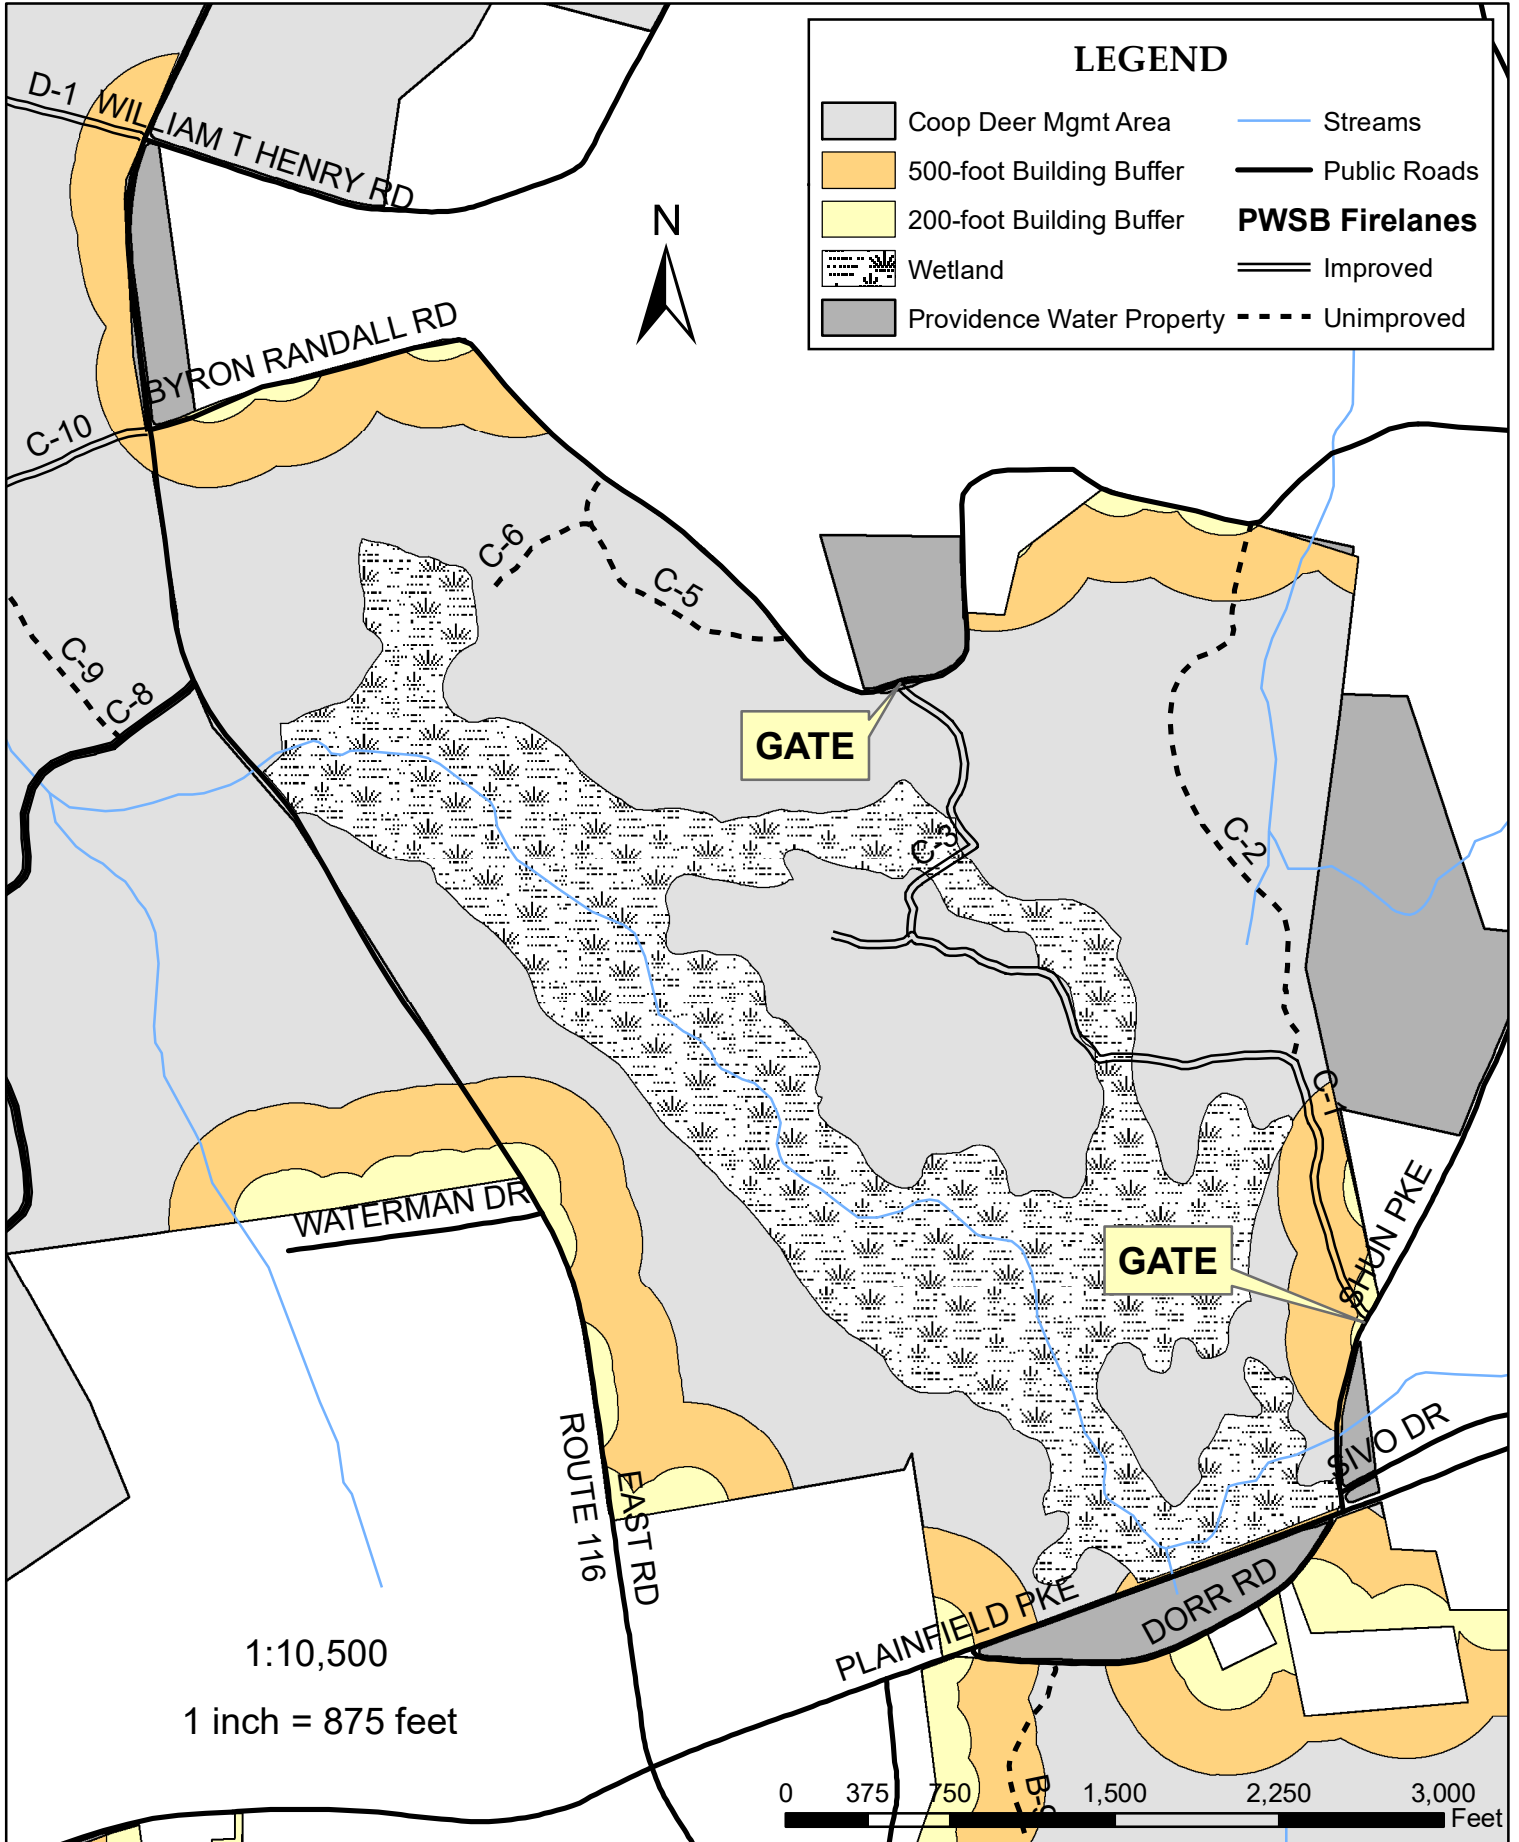 LEGEND
Coop Deer Mgmt Area
500-foot Building Buffer
200-foot Building Buffer
Wetland
Providence Water Property
Streams
Public Roads
PWSB Firelanes
Improved
Unimproved
D-1
WILLIAM T HENRY RD
N
BYRON RANDALL RD
C-10
C-6
C-5
C-9
C-8
GATE
C-3
C-2
C-1
WATERMAN DR
GATE
SHUN PKE
SIVO DR
ROUTE 116
EAST RD
DORR RD
PLAINFIELD PKE
1:10,500
1 inch = 875 feet
B-9
0 375 750 1,500 2,250 3,000
Feet